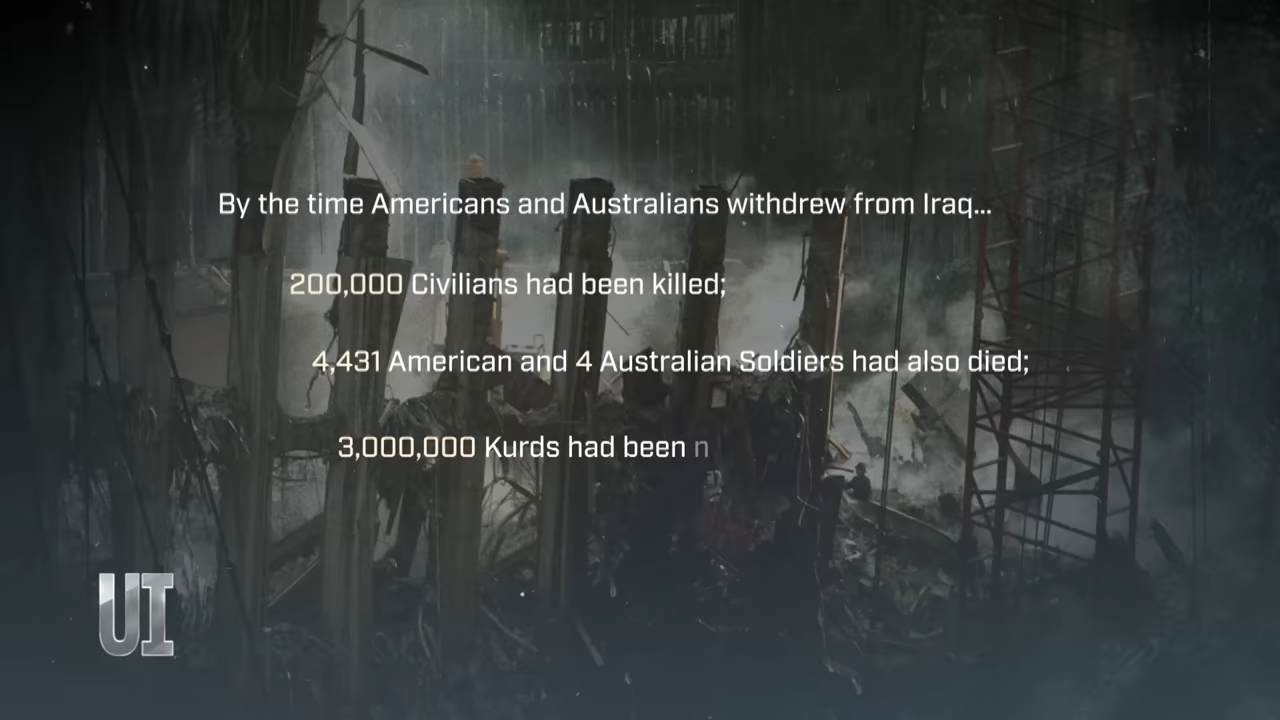 By the time Americans and Australians withdrew from Iraq...
200,000 Civilians had been killed;
4,431 American and 4 Australian Soldiers had also died;
3,000,000 Kurds had been n
UI